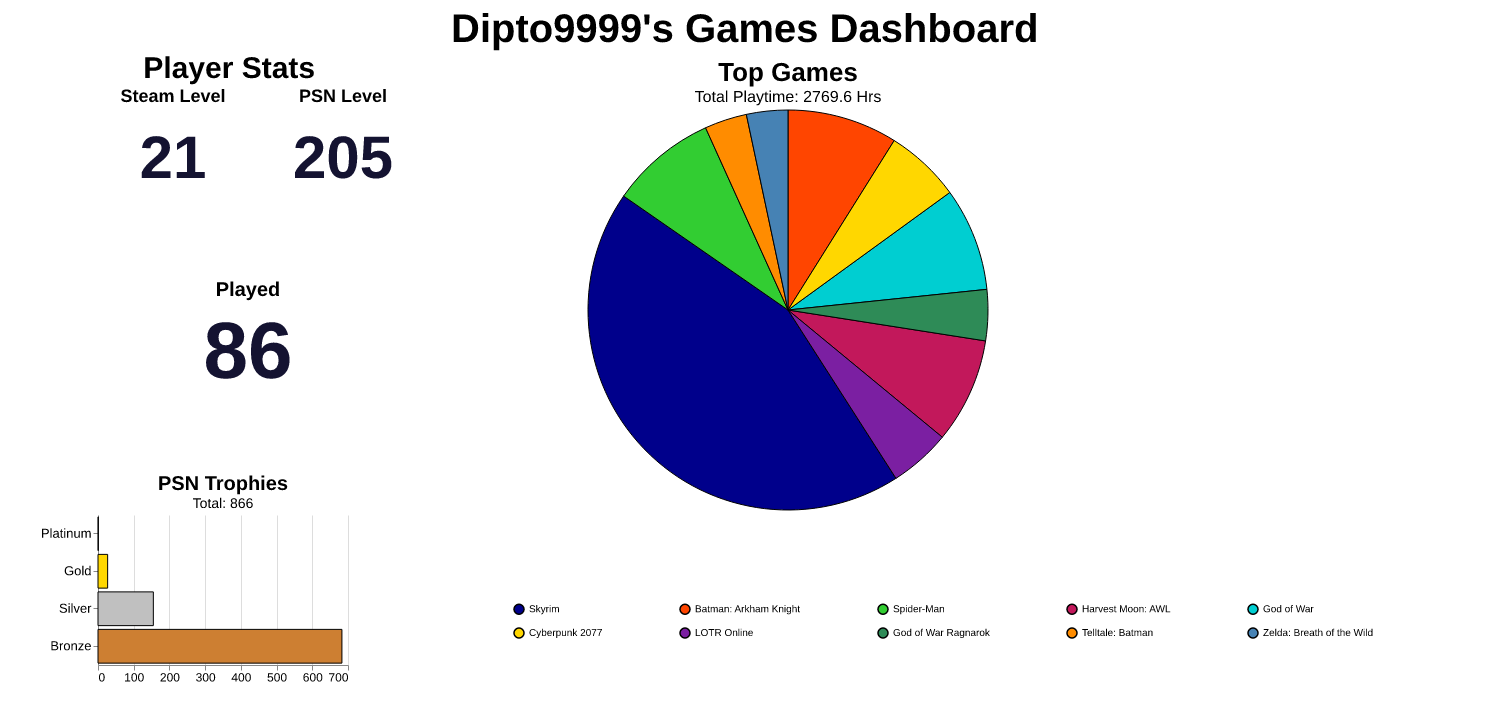 Dipto9999's Games Dashboard
Player Stats
Steam Level PSN Level
21 205
Played
86
PSN Trophies
Total: 866
Platinum
Gold
Silver
Bronze
0 100 200 300 400 500 600 700
Top Games
Total Playtime: 2769.6 Hrs
Skyrim Batman: Arkham Knight Spider-Man Harvest Moon: AWL God of War
Cyberpunk 2077 LOTR Online God of War Ragnarok Telltale: Batman Zelda: Breath of the Wild